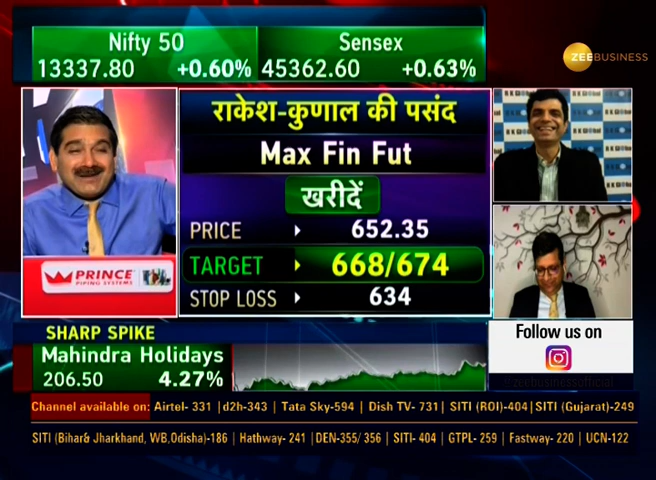 Nifty 50
13337.80 +0.60%
Sensex
45362.60 +0.63%
ZEEBUSINESS
राकेश-कुणाल की पसंद
Max Fin Fut
खरीदें
PRICE 652.35
TARGET 668/674
STOP LOSS 634
PRINCE
PIPING SYSTEMS
SHARP SPIKE
Mahindra Holidays
206.50 4.27%
Follow us on
@zeebusinessofficial
Channel available on: Airtel- 331 | d2h-343 | Tata Sky-594 | Dish TV- 731| SITI (ROI)-404| SITI (Gujarat)-249
SITI (Bihar& Jharkhand, WB,Odisha)-186 | Hathway- 241 |DEN-355/ 356 | SITI- 404 | GTPL- 259 | Fastway- 220 | UCN-122